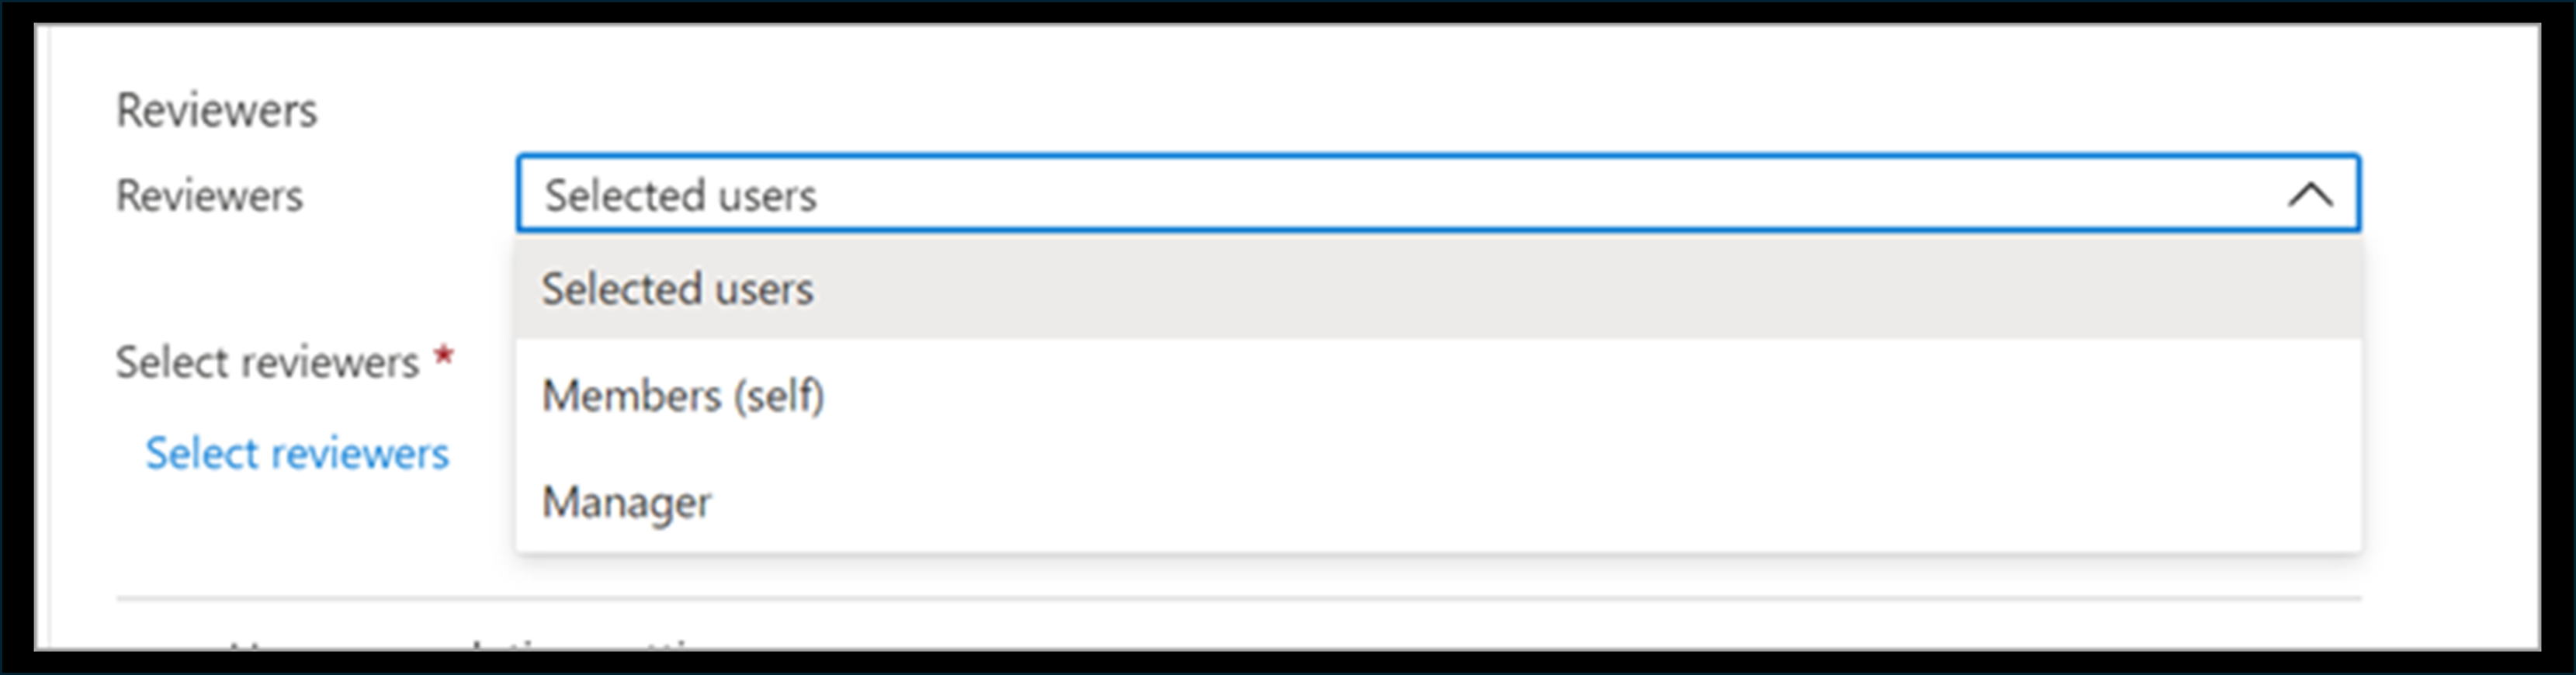 Reviewers
Reviewers
Selected users
Selected users
Select reviewers *
Members (self)
Select reviewers
Manager